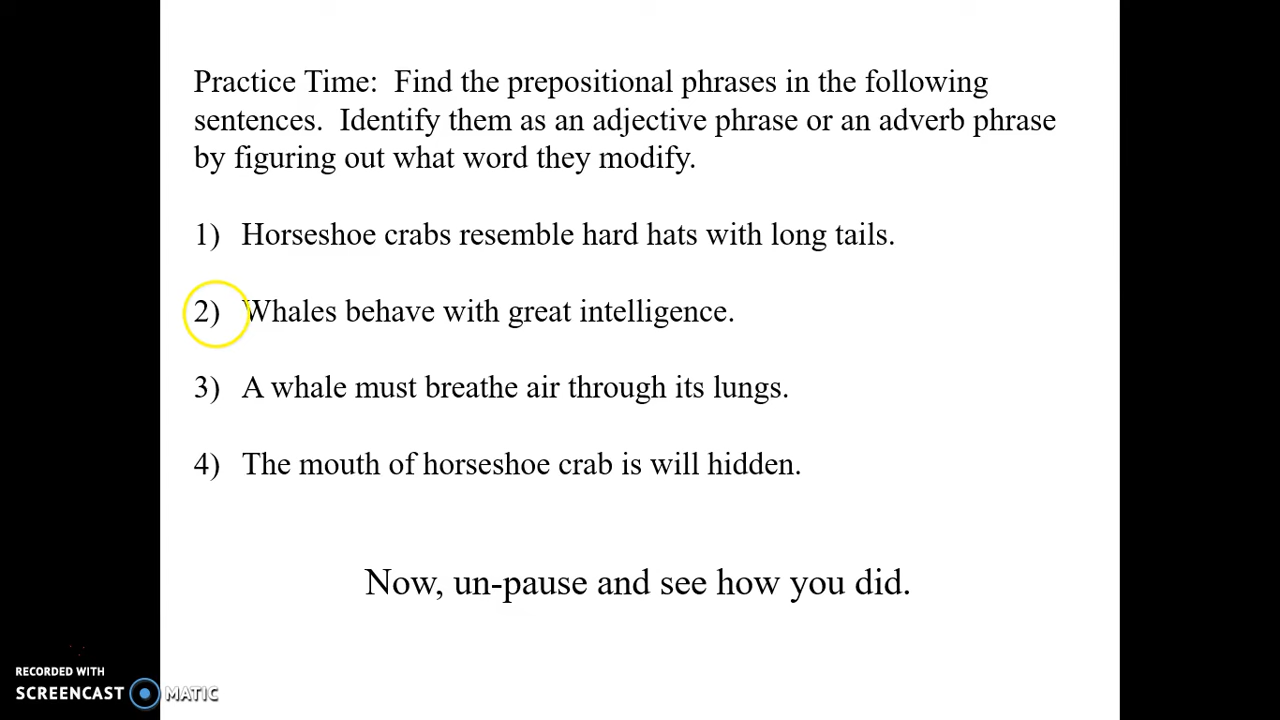 Practice Time:  Find the prepositional phrases in the following
sentences.  Identify them as an adjective phrase or an adverb phrase
by figuring out what word they modify.
1)  Horseshoe crabs resemble hard hats with long tails.
2)  Whales behave with great intelligence.
3)  A whale must breathe air through its lungs.
4)  The mouth of horseshoe crab is will hidden.
Now, un-pause and see how you did.
RECORDED WITH
SCREENCAST MATIC